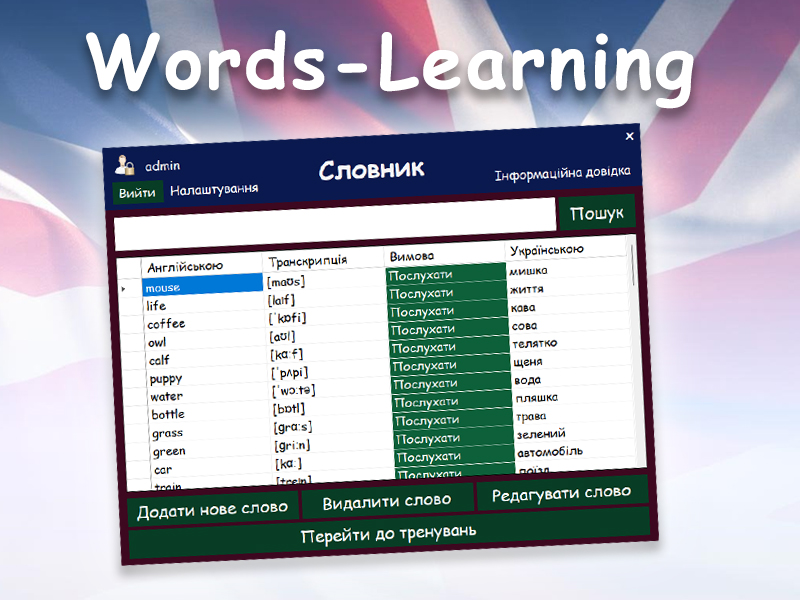 Words-Learning
×
admin
Словник
Вийти Налаштування
Інформаційна довідка
Пошук
Англійською Транскрипція Вимова Українською
mouse [maʊs] Послухати мишка
life [laɪf] Послухати життя
coffee [ˈkɒfi] Послухати кава
owl [aʊl] Послухати сова
calf [kɑːf] Послухати телятко
puppy [ˈpʌpi] Послухати щеня
water [ˈwɔːtə] Послухати вода
bottle [bɒtl] Послухати пляшка
grass [grɑːs] Послухати трава
green [griːn] Послухати зелений
car [kɑː] Послухати автомобіль
train [treɪn] Послухати поїзд
Додати нове слово Видалити слово Редагувати слово
Перейти до тренувань